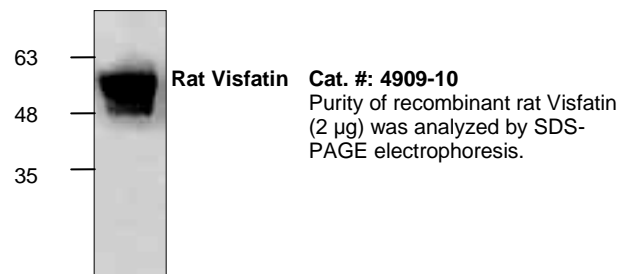 63
Rat Visfatin
48
35
Cat. #: 4909-10
Purity of recombinant rat Visfatin
(2 µg) was analyzed by SDS-
PAGE electrophoresis.